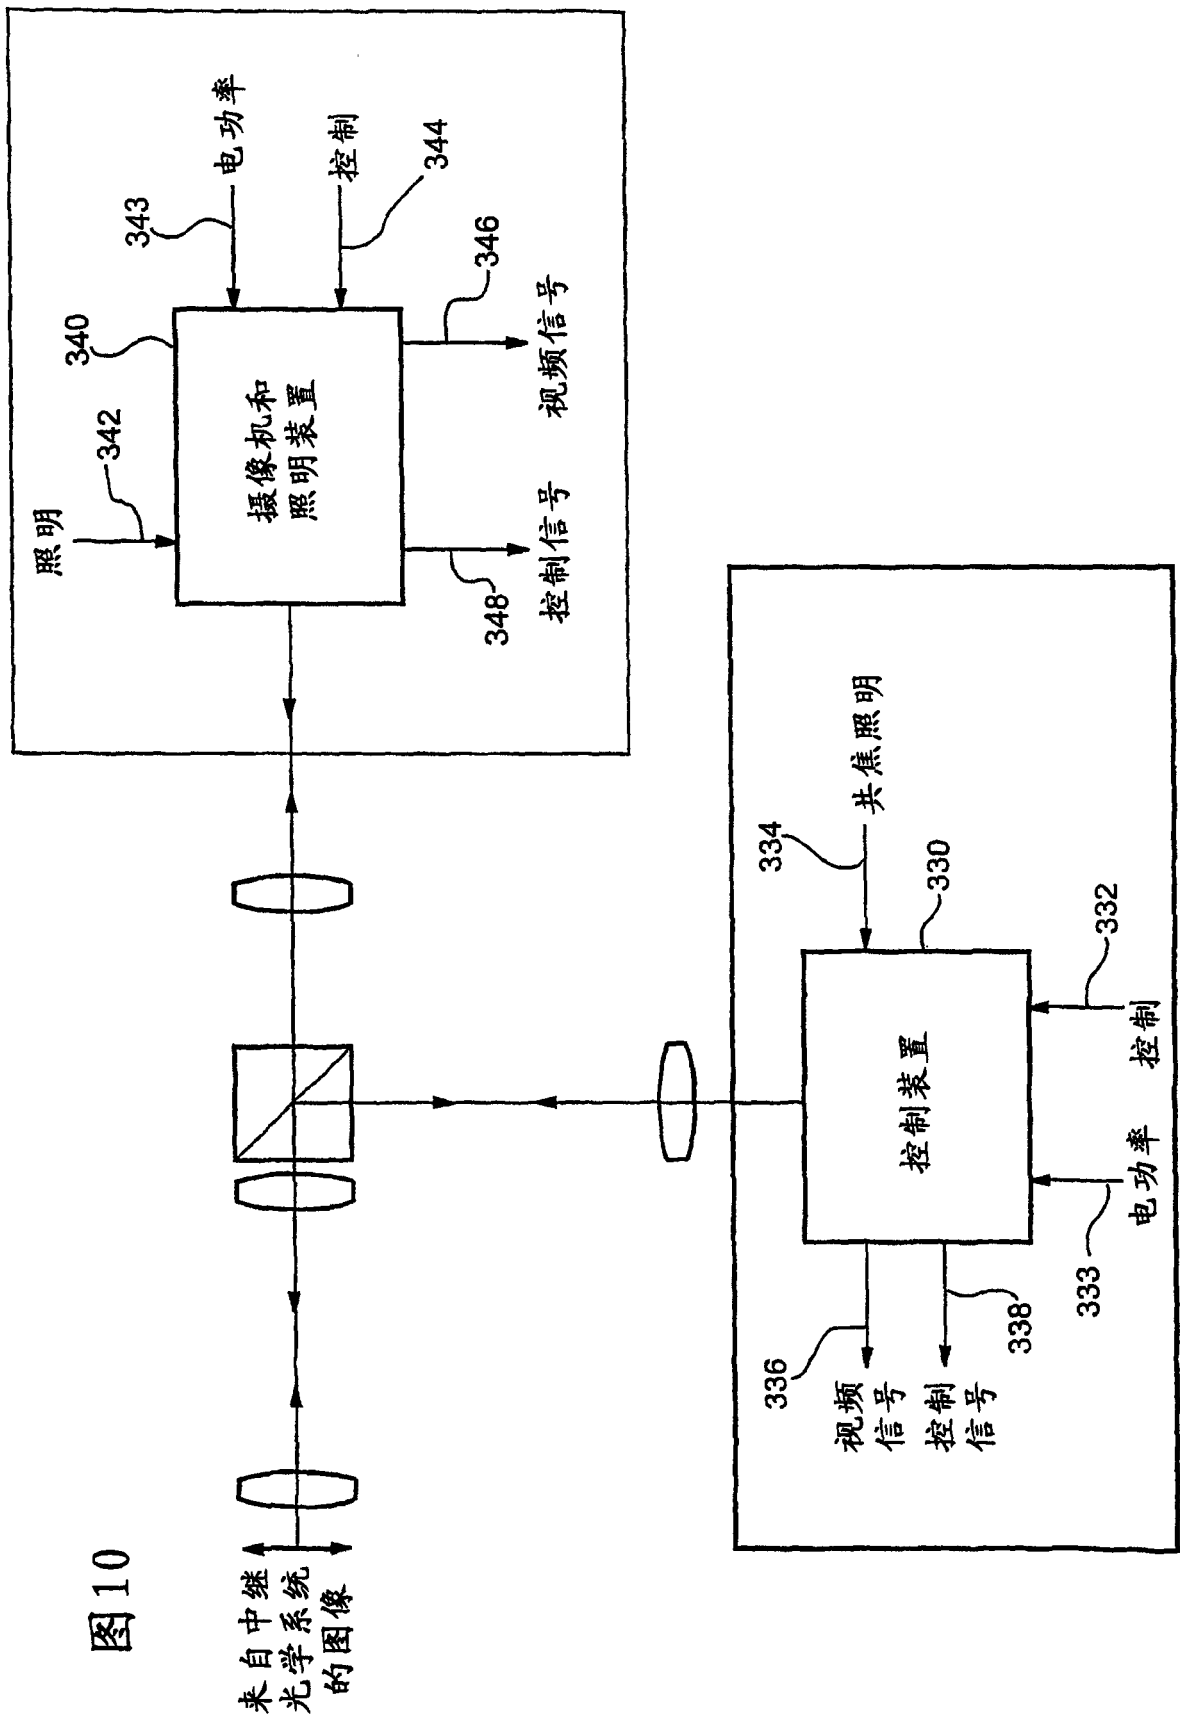 图10
来自中继
光学系统
的图像
照明
342
340
343
电功率
控制
344
摄像机和
照明装置
348
控制信号
346
视频信号
334
共焦照明
330
控制装置
336
视频
信号
控制
信号
338
333
电功率
332
控制